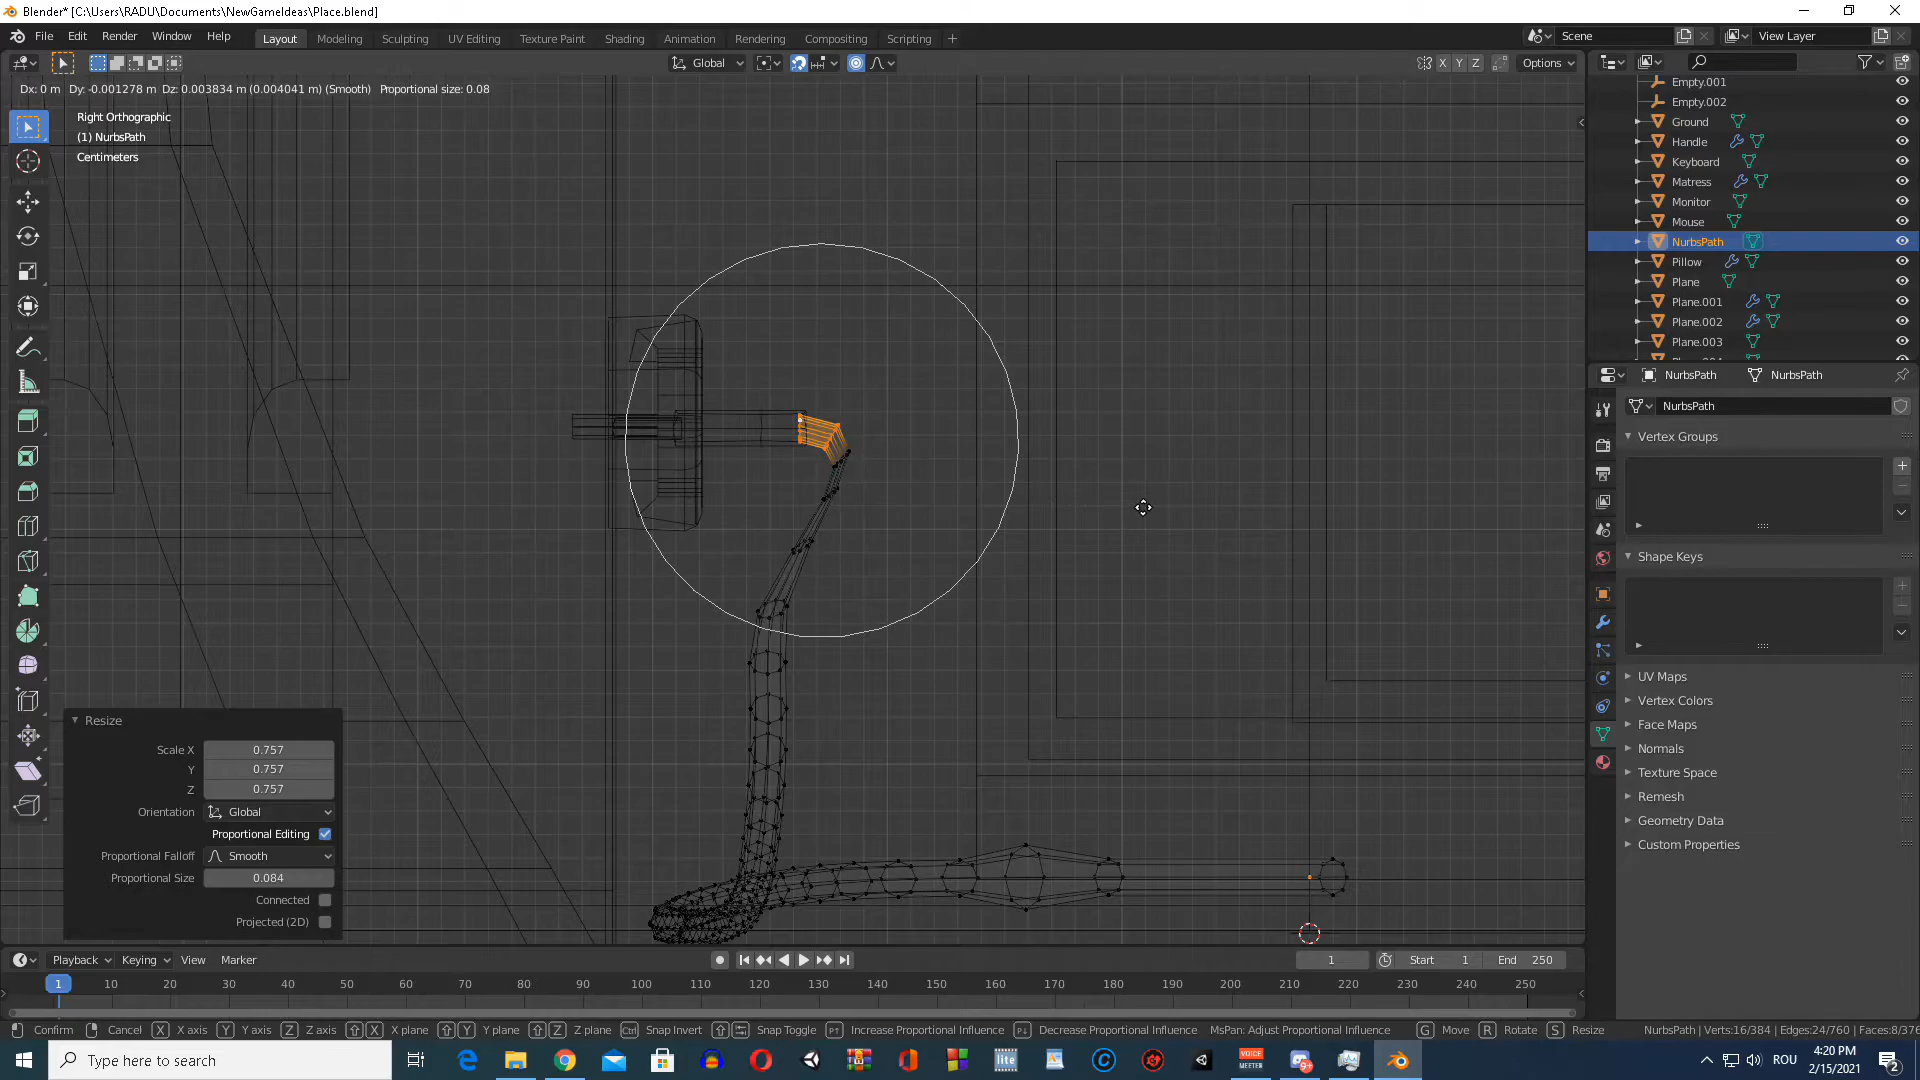 Blender* [C:\Users\RADU\Documents\NewGameIdeas\Place.blend]
File Edit Render Window Help Layout Modeling Sculpting UV Editing Texture Paint Shading Animation Rendering Compositing Scripting + Scene View Layer
Global X Y Z Options
Dx: 0 m Dy: -0.001278 m Dz: 0.003834 m (0.004041 m) (Smooth) Proportional size: 0.08
Right Orthographic
(1) NurbsPath
Centimeters
Empty.001
Empty.002
Ground
Handle
Keyboard
Matress
Monitor
Mouse
NurbsPath
Pillow
Plane
Plane.001
Plane.002
Plane.003
NurbsPath NurbsPath
NurbsPath
Vertex Groups
Shape Keys
UV Maps
Vertex Colors
Face Maps
Normals
Texture Space
Remesh
Geometry Data
Custom Properties
Resize
Scale X 0.757
Y 0.757
Z 0.757
Orientation Global
Proportional Editing
Proportional Falloff Smooth
Proportional Size 0.084
Connected
Projected (2D)
Playback Keying View Marker 1 Start 1 End 250
1 10 20 30 40 50 60 70 80 90 100 110 120 130 140 150 160 170 180 190 200 210 220 230 240 250
Confirm Cancel X X axis Y Y axis Z Z axis X X plane Y Y plane Z Z plane Ctrl Snap Invert Snap Toggle Increase Proportional Influence Decrease Proportional Influence MsPan: Adjust Proportional Influence G Move R Rotate S Resize NurbsPath | Verts:16/384 | Edges:24/760 | Faces:8/376
Type here to search lite VOICE MEETER 9+ ROU 4:20 PM 2/15/2021 2